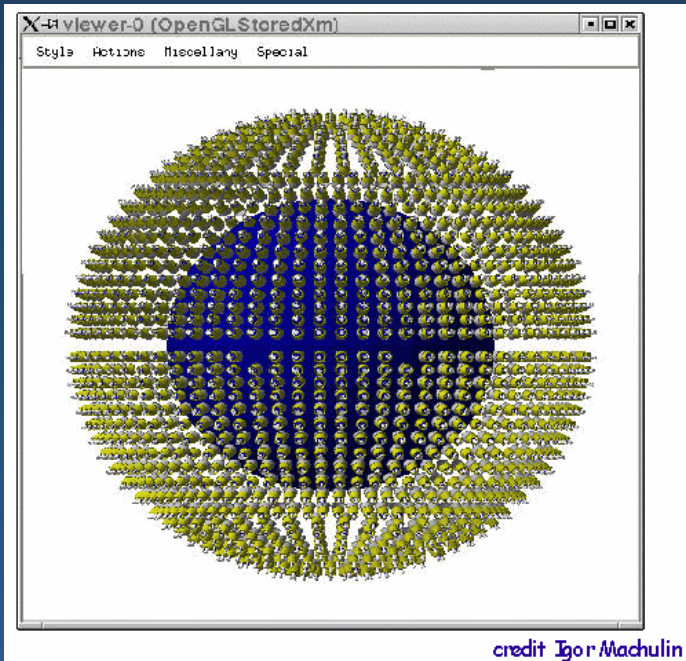 viewer-0 (OpenGLStoredXm)
Style Actions Miscellany Special
credit Igor Machulin